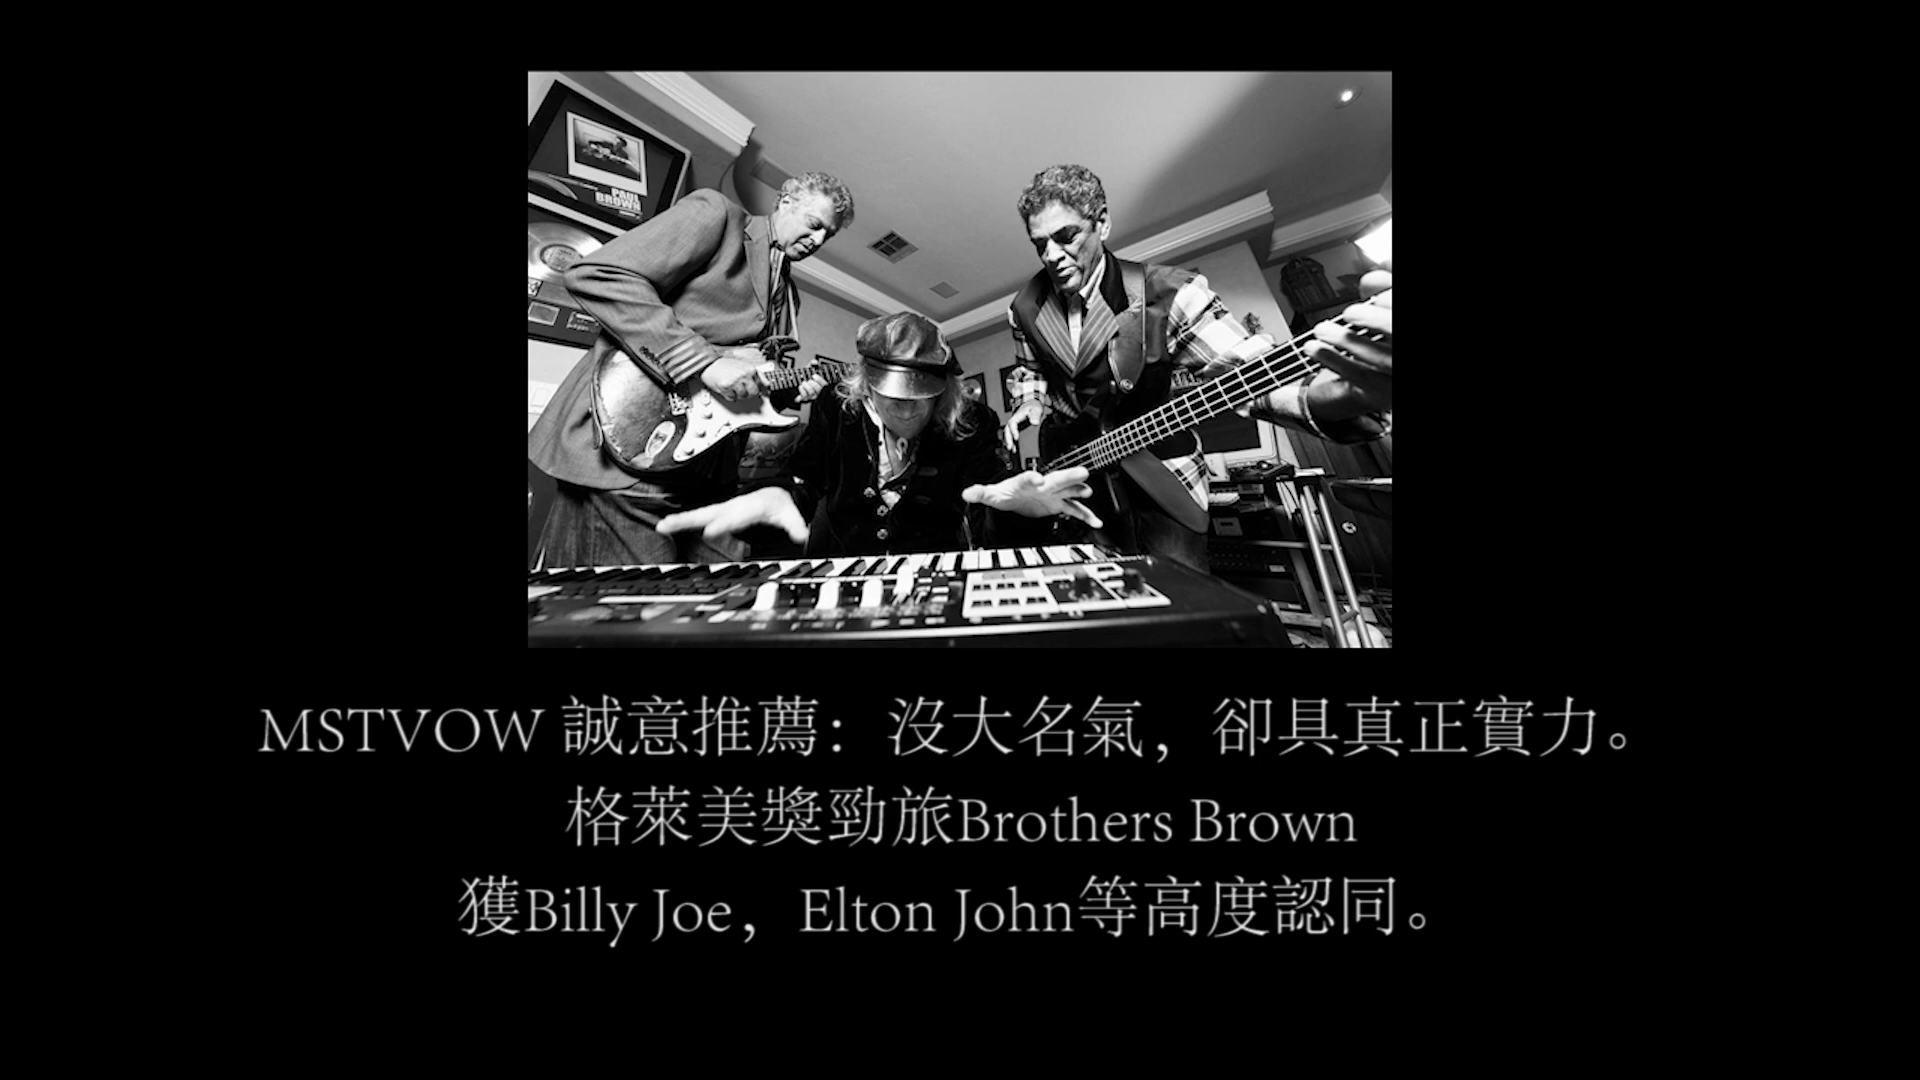 PAUL
BROWN
MSTVOW 誠意推薦：沒大名氣，卻具真正實力。
格萊美獎勁旅Brothers Brown
獲Billy Joe，Elton John等高度認同。